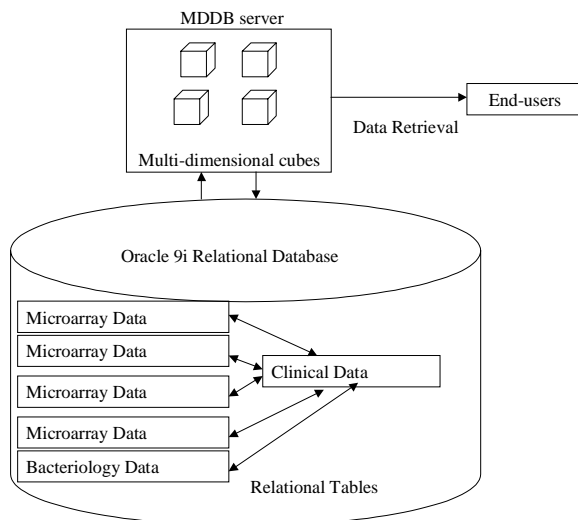 MDDB server
End-users
Data Retrieval
Multi-dimensional cubes
Oracle 9i Relational Database
Microarray Data
Microarray Data
Clinical Data
Microarray Data
Microarray Data
Bacteriology Data
Relational Tables